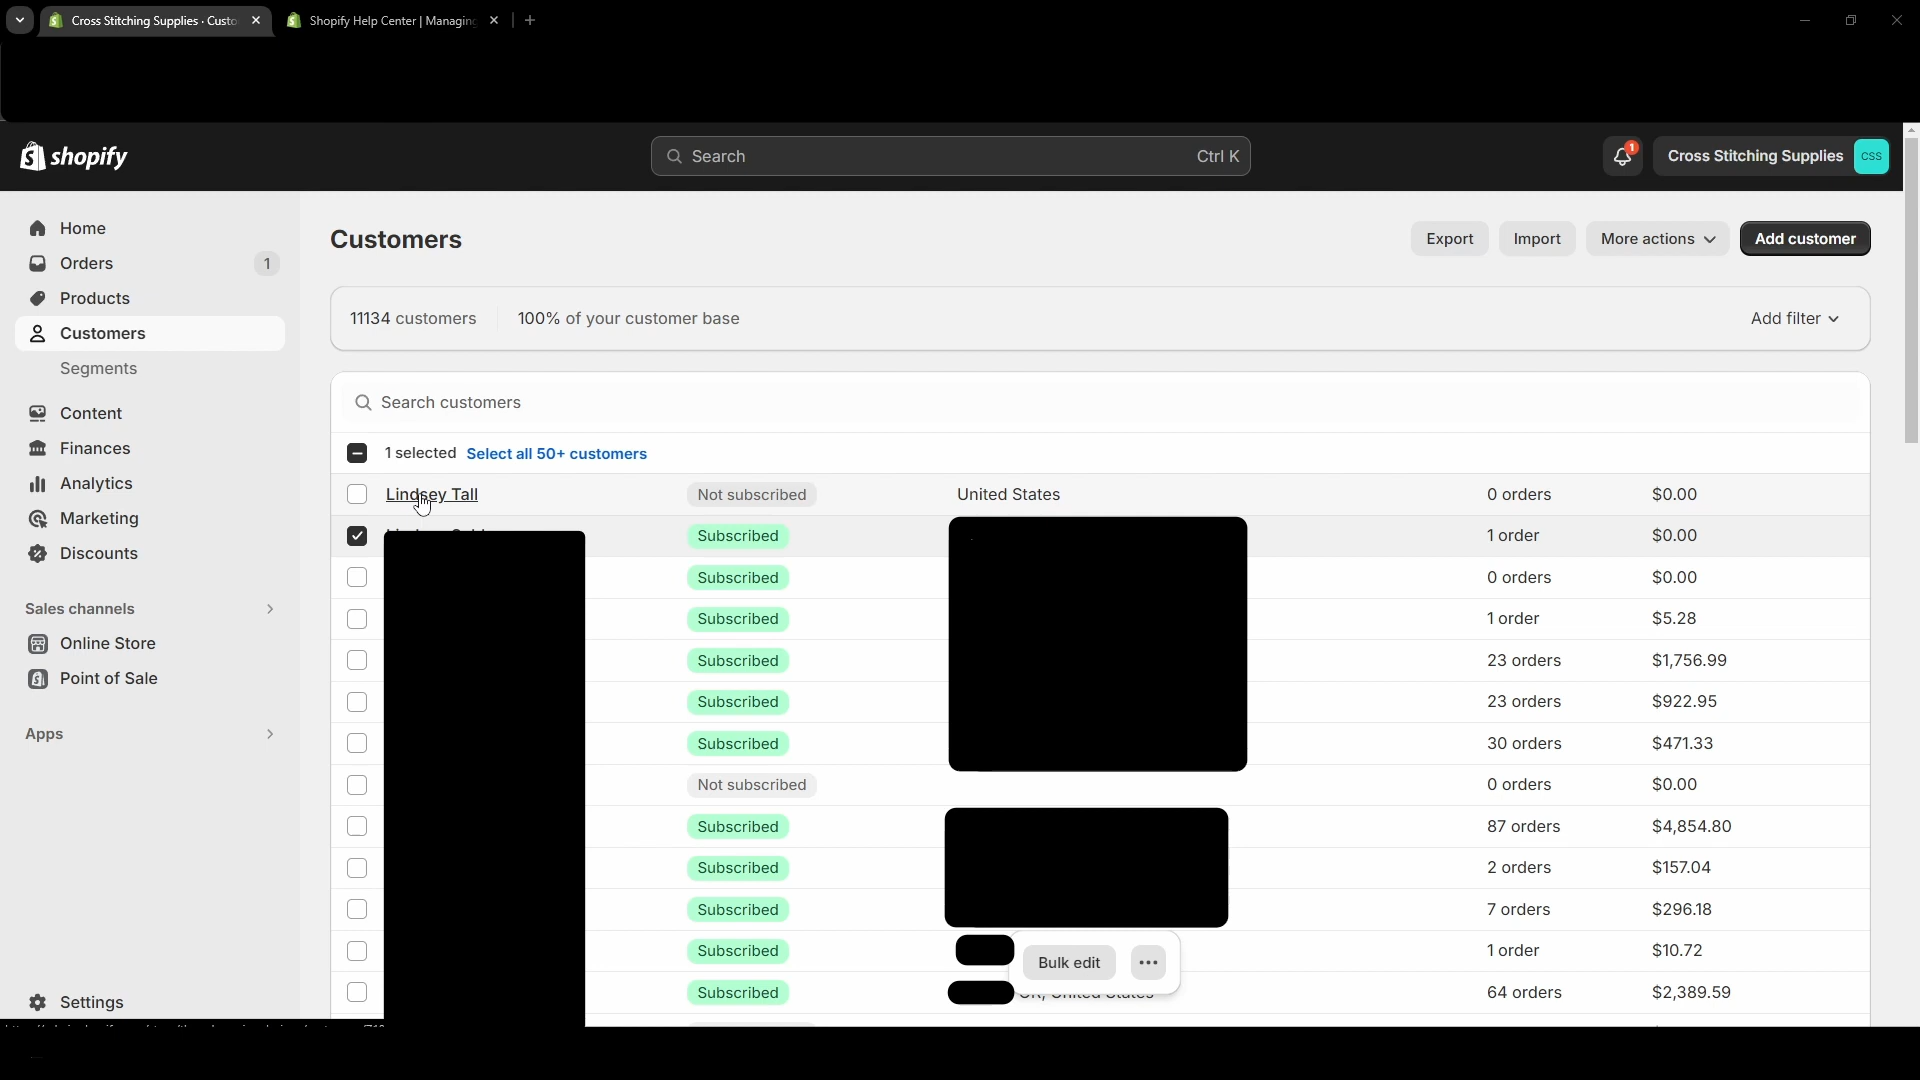 Cross Stitching Supplies · Custo
Shopify Help Center | Managing
shopify
Search
Ctrl K
1
Cross Stitching Supplies
CSS
Home
Orders
1
Products
Customers
Segments
Content
Finances
Analytics
Marketing
Discounts
Sales channels
Online Store
Point of Sale
Apps
Settings
Customers
Export
Import
More actions
Add customer
11134 customers
100% of your customer base
Add filter
Search customers
1 selected Select all 50+ customers
Lindsey Tall Not subscribed United States 0 orders $0.00
Subscribed 1 order $0.00
Subscribed 0 orders $0.00
Subscribed 1 order $5.28
Subscribed 23 orders $1,756.99
Subscribed 23 orders $922.95
Subscribed 30 orders $471.33
Not subscribed 0 orders $0.00
Subscribed 87 orders $4,854.80
Subscribed 2 orders $157.04
Subscribed 7 orders $296.18
Subscribed 1 order $10.72
Bulk edit
Subscribed 64 orders $2,389.59